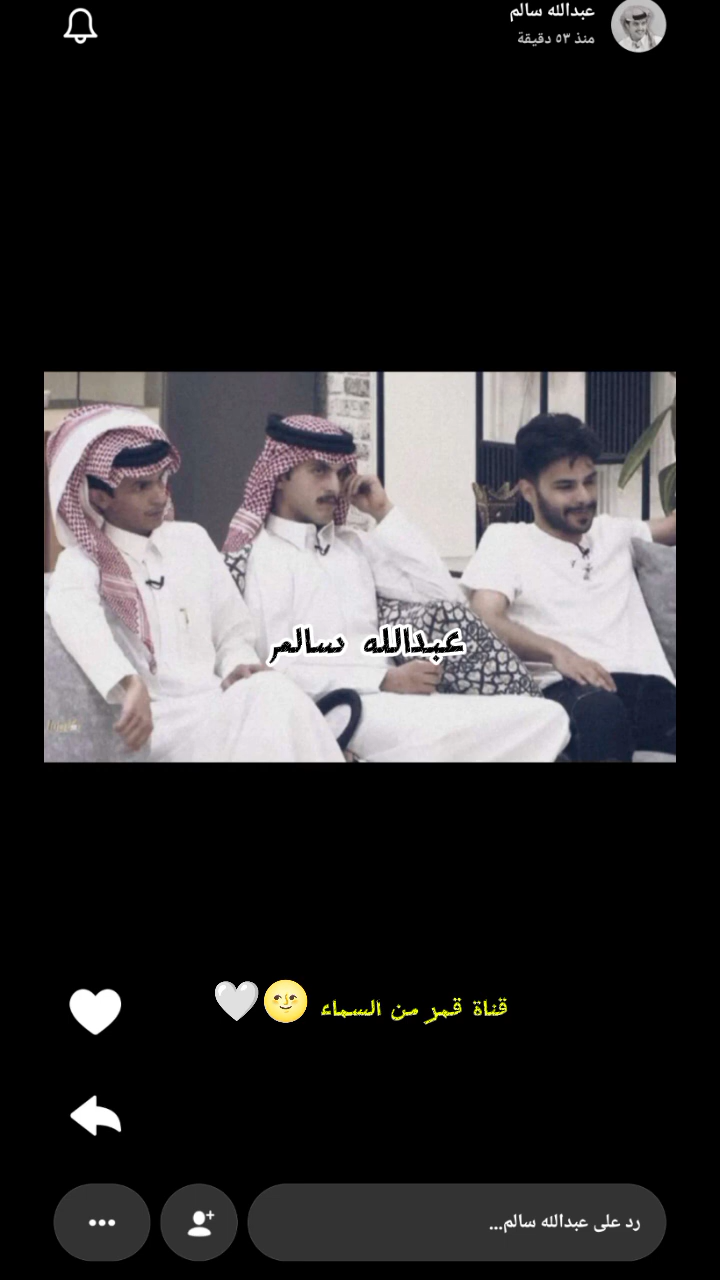 عبدالله سالم
منذ ٥٣ دقيقة
عبدالله سالم
قناة قمر من السماء 🌝🤍
رد على عبدالله سالم...